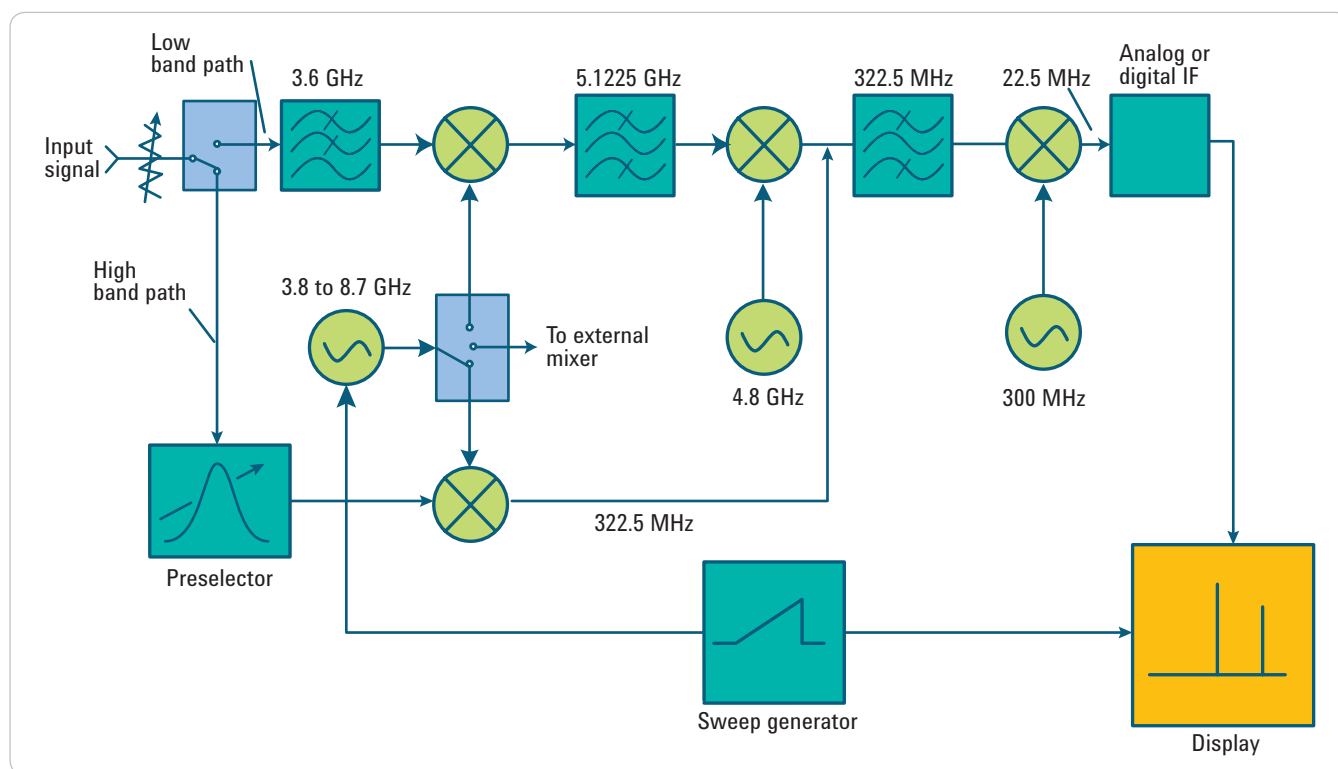 Low
band path
3.6 GHz
5.1225 GHz
322.5 MHz
22.5 MHz
Analog or
digital IF
Input
signal
High
band path
3.8 to 8.7 GHz
To external
mixer
4.8 GHz
300 MHz
Preselector
322.5 MHz
Sweep generator
Display